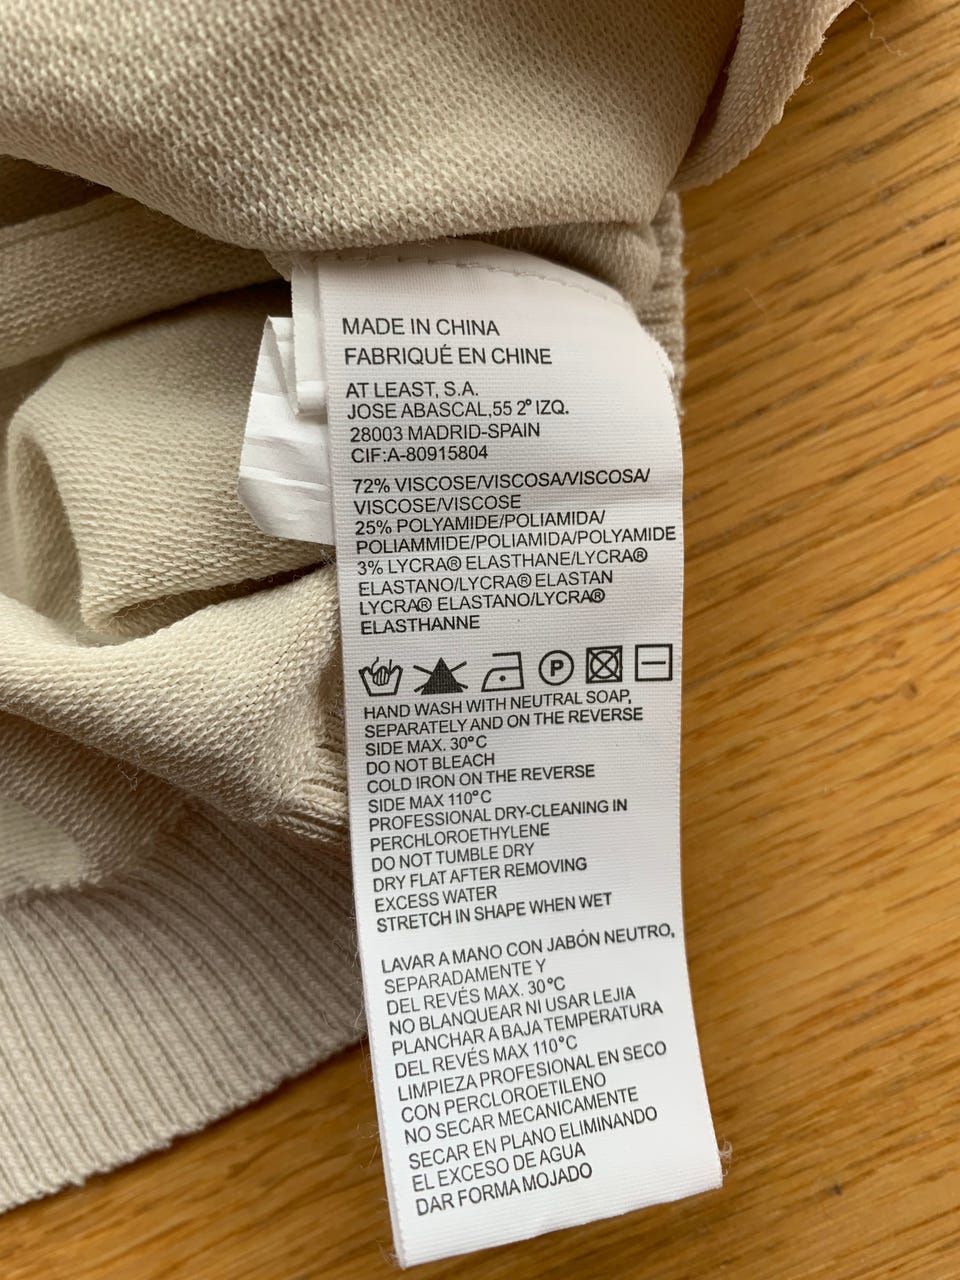 MADE IN CHINA
FABRIQUÉ EN CHINE
AT LEAST, S.A.
JOSE ABASCAL,55 2º IZQ.
28003 MADRID-SPAIN
CIF:A-80915804
72% VISCOSE/VISCOSA/VISCOSA/
VISCOSE/VISCOSE
25% POLYAMIDE/POLIAMIDA/
POLIAMMIDE/POLIAMIDA/POLYAMIDE
3% LYCRA® ELASTHANE/LYCRA®
ELASTANO/LYCRA® ELASTAN
LYCRA® ELASTANO/LYCRA®
ELASTHANNE
P
HAND WASH WITH NEUTRAL SOAP,
SEPARATELY AND ON THE REVERSE
SIDE MAX. 30°C
DO NOT BLEACH
COLD IRON ON THE REVERSE
SIDE MAX 110°C
PROFESSIONAL DRY-CLEANING IN
PERCHLOROETHYLENE
DO NOT TUMBLE DRY
DRY FLAT AFTER REMOVING
EXCESS WATER
STRETCH IN SHAPE WHEN WET
LAVAR A MANO CON JABÓN NEUTRO,
SEPARADAMENTE Y
DEL REVÉS MAX. 30°C
NO BLANQUEAR NI USAR LEJIA
PLANCHAR A BAJA TEMPERATURA
DEL REVÉS MAX 110°C
LIMPIEZA PROFESIONAL EN SECO
CON PERCLOROETILENO
NO SECAR MECANICAMENTE
SECAR EN PLANO ELIMINANDO
EL EXCESO DE AGUA
DAR FORMA MOJADO